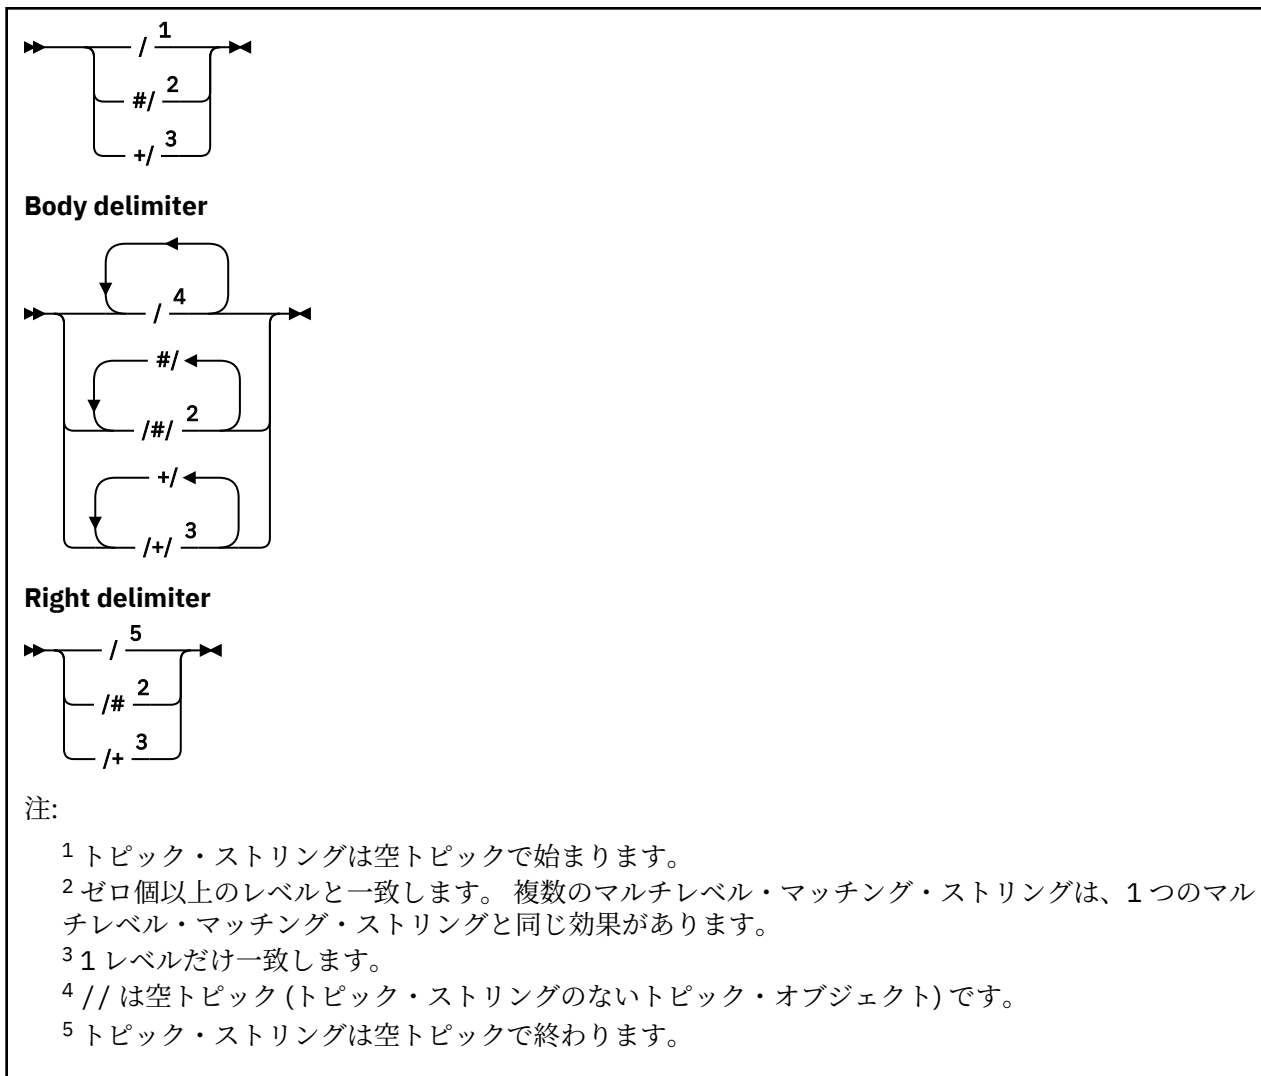 / 1
#/ 2
+/ 3
Body delimiter
/ 4
#/
/#/ 2
+/
/+/ 3
Right delimiter
/ 5
/# 2
/+ 3
注:
1 トピック・ストリングは空トピックで始まります。
2 ゼロ個以上のレベルと一致します。 複数のマルチレベル・マッチング・ストリングは、1 つのマル
チレベル・マッチング・ストリングと同じ効果があります。
3 1 レベルだけ一致します。
4 // は空トピック (トピック・ストリングのないトピック・オブジェクト) です。
5 トピック・ストリングは空トピックで終わります。